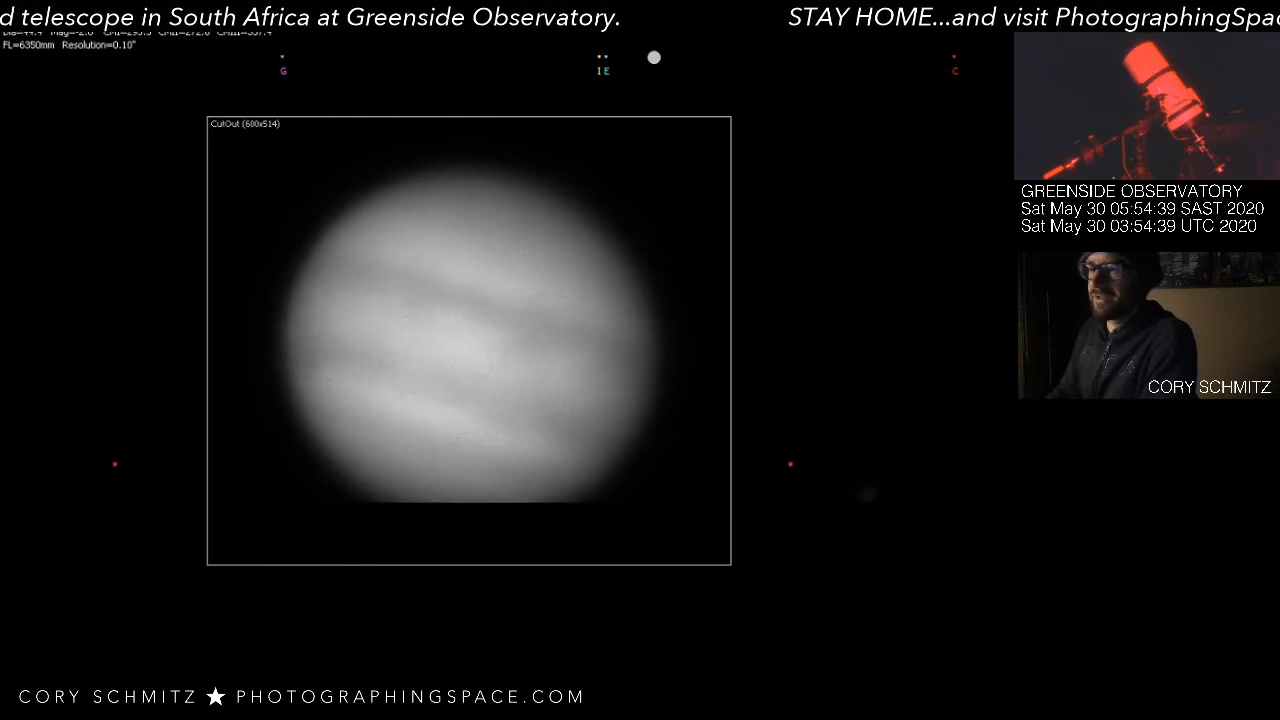 d telescope in South Africa at Greenside Observatory.
STAY HOME...and visit PhotographingSpac
FL=6350mm Resolution=0.10"
G
I E
C
CutOut (600x514)
GREENSIDE OBSERVATORY
Sat May 30 05:54:39 SAST 2020
Sat May 30 03:54:39 UTC 2020
CORY SCHMITZ
CORY SCHMITZ ★ PHOTOGRAPHINGSPACE.COM